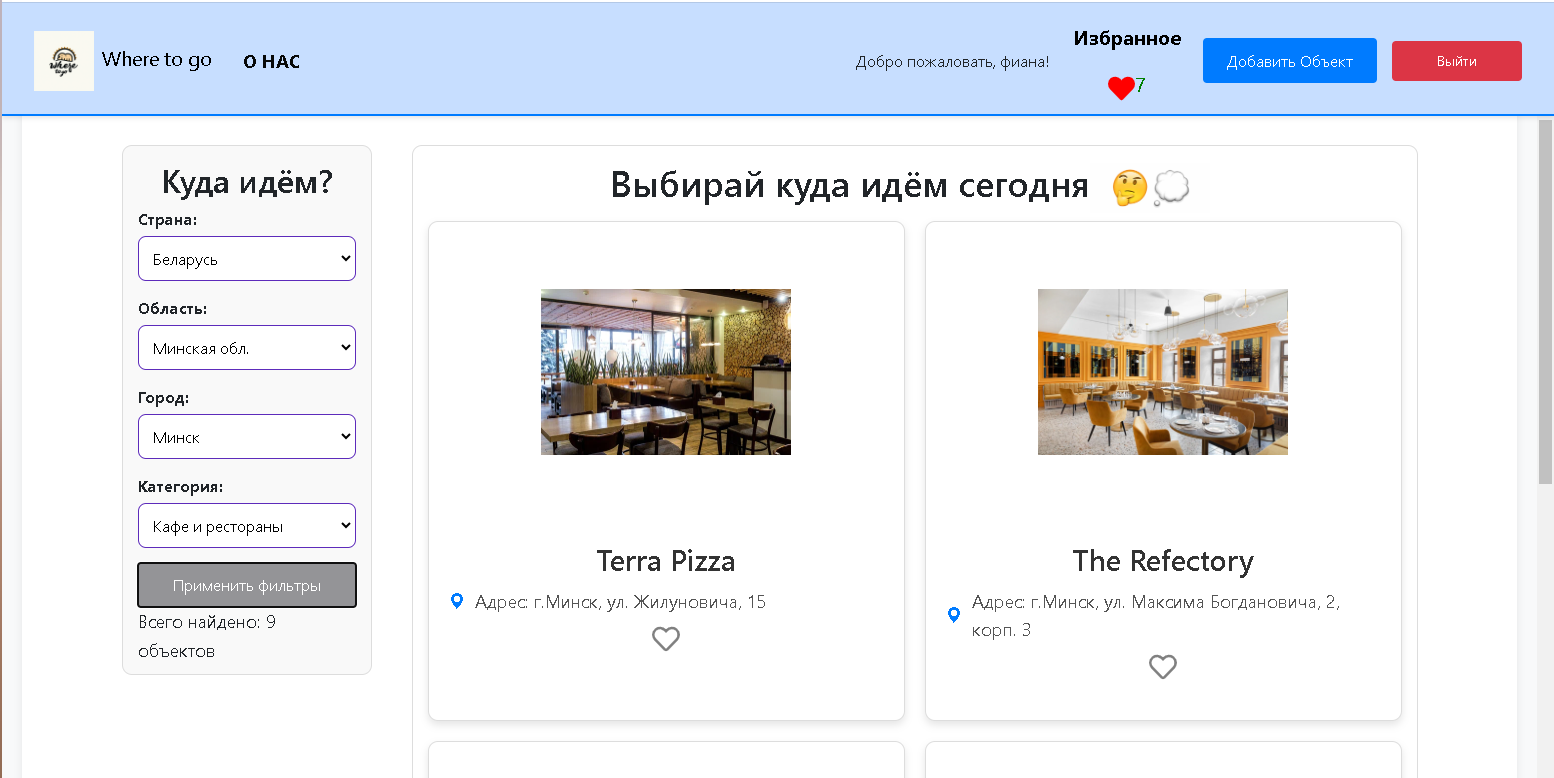 where
to go
Where to go
О НАС
Добро пожаловать, фиана!
Избранное
7
Добавить Объект
Выйти
Куда идём?
Страна:
Беларусь
Область:
Минская обл.
Город:
Минск
Категория:
Кафе и рестораны
Применить фильтры
Всего найдено: 9
объектов
Выбирай куда идём сегодня 🤔💭
Terra Pizza
Адрес: г.Минск, ул. Жилуновича, 15
The Refectory
Адрес: г.Минск, ул. Максима Богдановича, 2,
корп. 3